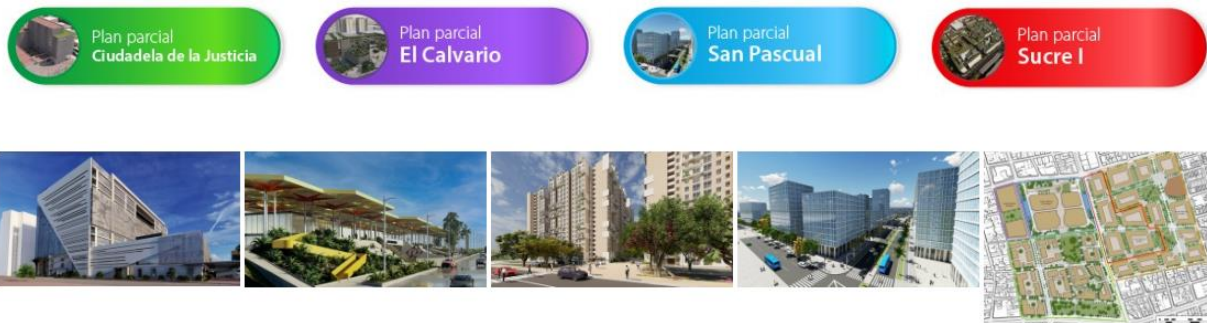 Plan parcial
Ciudadela de la Justicia
Plan parcial
El Calvario
Plan parcial
San Pascual
Plan parcial
Sucre I